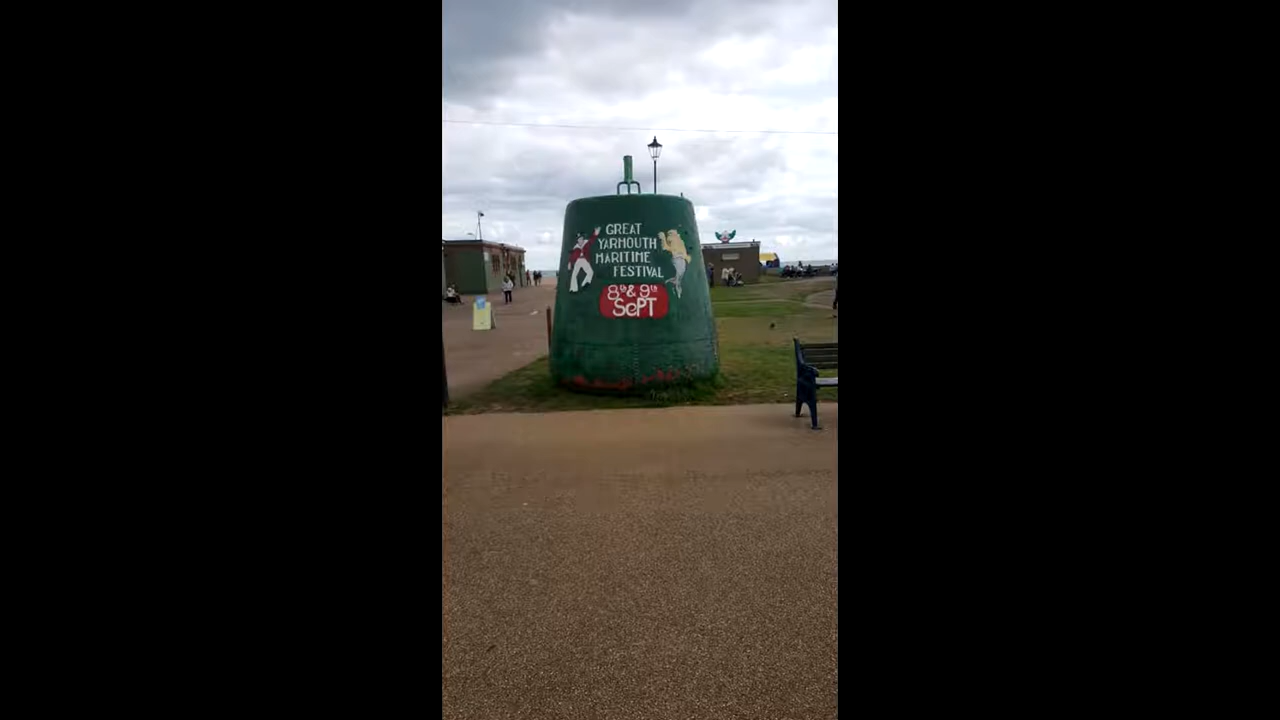 GREAT
YARMOUTH
MARITIME
FESTIVAL
8th & 9th
SePT